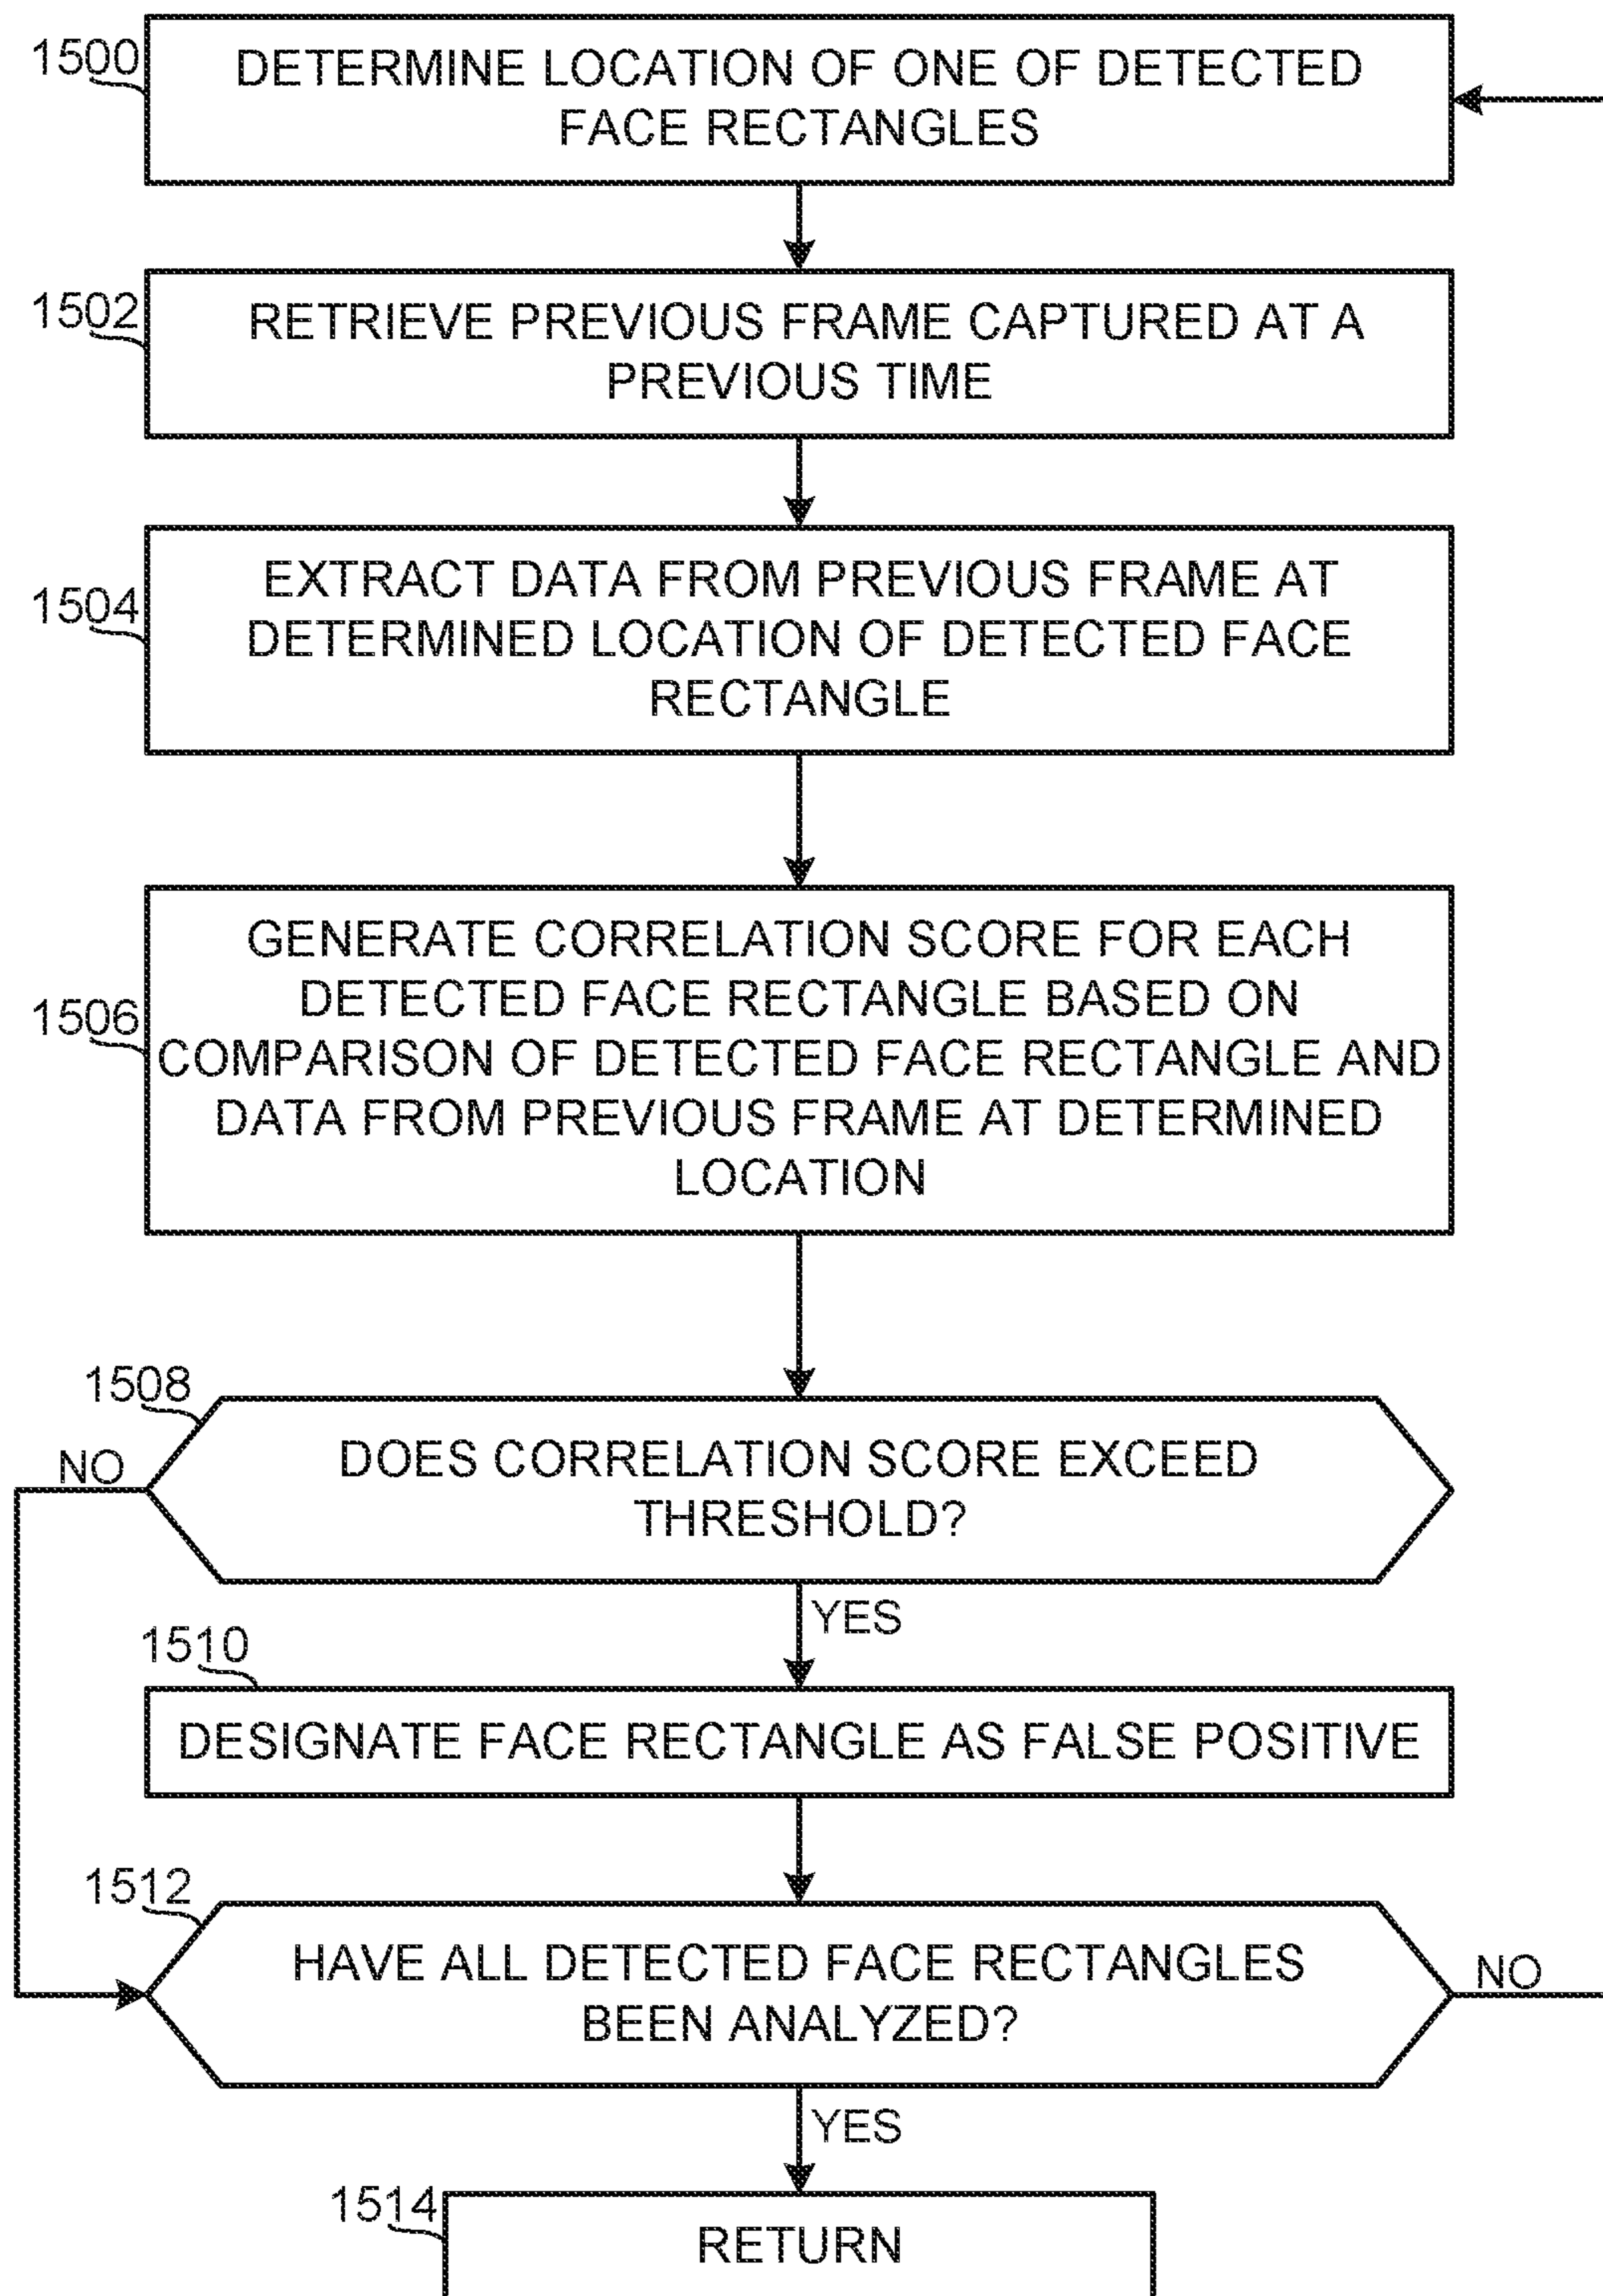 1500
DETERMINE LOCATION OF ONE OF DETECTED
FACE RECTANGLES
1502
RETRIEVE PREVIOUS FRAME CAPTURED AT A
PREVIOUS TIME
1504
EXTRACT DATA FROM PREVIOUS FRAME AT
DETERMINED LOCATION OF DETECTED FACE
RECTANGLE
1506
GENERATE CORRELATION SCORE FOR EACH
DETECTED FACE RECTANGLE BASED ON
COMPARISON OF DETECTED FACE RECTANGLE AND
DATA FROM PREVIOUS FRAME AT DETERMINED
LOCATION
1508
NO
DOES CORRELATION SCORE EXCEED
THRESHOLD?
YES
1510
DESIGNATE FACE RECTANGLE AS FALSE POSITIVE
1512
HAVE ALL DETECTED FACE RECTANGLES
BEEN ANALYZED?
NO
YES
1514
RETURN